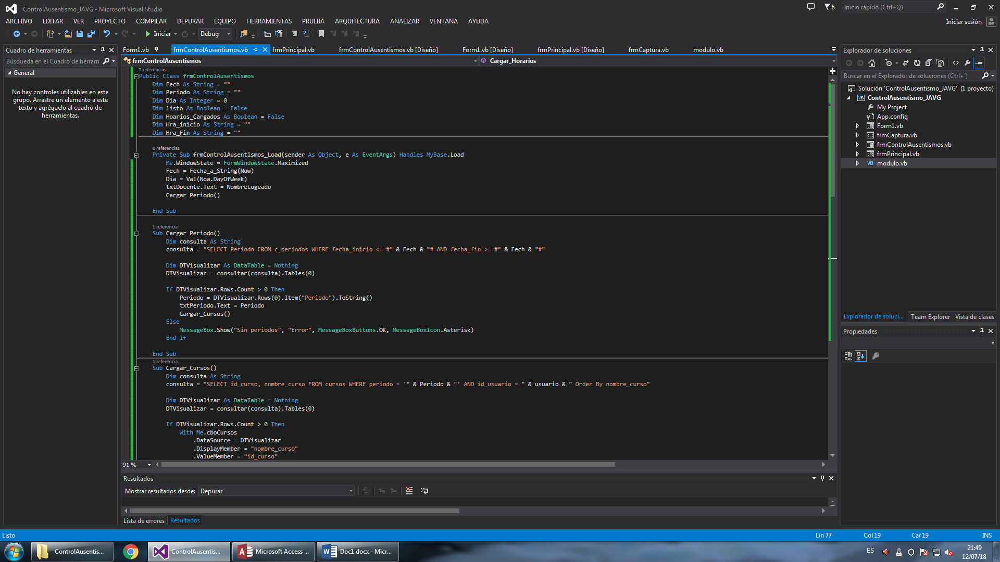 ControlAusentismo_JAVG - Microsoft Visual Studio
8
Inicio rápido (Ctrl+Q)
ARCHIVO EDITAR VER PROYECTO COMPILAR DEPURAR EQUIPO HERRAMIENTAS PRUEBA ARQUITECTURA ANALIZAR VENTANA AYUDA
Iniciar sesión
Iniciar Debug
Cuadro de herramientas
Búsqueda en el Cuadro de herram
General
No hay controles utilizables en este
grupo. Arrastre un elemento a este
texto y agréguelo al cuadro de
herramientas.
Form1.vb frmControlAusentismos.vb frmPrincipal.vb frmControlAusentismos.vb [Diseño] Form1.vb [Diseño] frmPrincipal.vb [Diseño] frmCaptura.vb modulo.vb
frmControlAusentismos Cargar_Horarios
2 referencias
Public Class frmControlAusentismos
Dim Fech As String = ""
Dim Periodo As String = ""
Dim Dia As Integer = 0
Dim listo As Boolean = False
Dim Hoarios_Cargados As Boolean = False
Dim Hra_inicio As String = ""
Dim Hra_Fin As String = ""
0 referencias
Private Sub frmControlAusentismos_Load(sender As Object, e As EventArgs) Handles MyBase.Load
Me.WindowState = FormWindowState.Maximized
Fech = Fecha_a_String(Now)
Dia = Val(Now.DayOfWeek)
txtDocente.Text = NombreLogeado
Cargar_Periodo()
End Sub
1 referencia
Sub Cargar_Periodo()
Dim consulta As String
consulta = "SELECT Periodo FROM c_periodos WHERE fecha_inicio <= #" & Fech & "# AND fecha_fin >= #" & Fech & "#"
Dim DTVisualizar As DataTable = Nothing
DTVisualizar = consultar(consulta).Tables(0)
If DTVisualizar.Rows.Count > 0 Then
Periodo = DTVisualizar.Rows(0).Item("Periodo").ToString()
txtPeriodo.Text = Periodo
Cargar_Cursos()
Else
MessageBox.Show("Sin periodos", "Error", MessageBoxButtons.OK, MessageBoxIcon.Asterisk)
End If
End Sub
1 referencia
Sub Cargar_Cursos()
Dim consulta As String
consulta = "SELECT id_curso, nombre_curso FROM cursos WHERE periodo = '" & Periodo & "' AND id_usuario = " & usuario & " Order By nombre_curso"
Dim DTVisualizar As DataTable = Nothing
DTVisualizar = consultar(consulta).Tables(0)
If DTVisualizar.Rows.Count > 0 Then
With Me.cboCursos
.DataSource = DTVisualizar
.DisplayMember = "nombre_curso"
.ValueMember = "id_curso"
91 %
Resultados
Mostrar resultados desde: Depurar
Lista de errores Resultados
Explorador de soluciones
Buscar en el Explorador de soluciones (Ctrl+¨)
Solución 'ControlAusentismo_JAVG' (1 proyecto)
VB ControlAusentismo_JAVG
My Project
App.config
Form1.vb
frmCaptura.vb
frmControlAusentismos.vb
frmPrincipal.vb
VB modulo.vb
Explorador de soluci... Team Explorer Vista de clases
Propiedades
Listo Lín 77 Col 19 Car 19 INS
ControlAusentis... ControlAusentis... Microsoft Access ... Doc1.docx - Micr...
ES
21:49
12/07/18